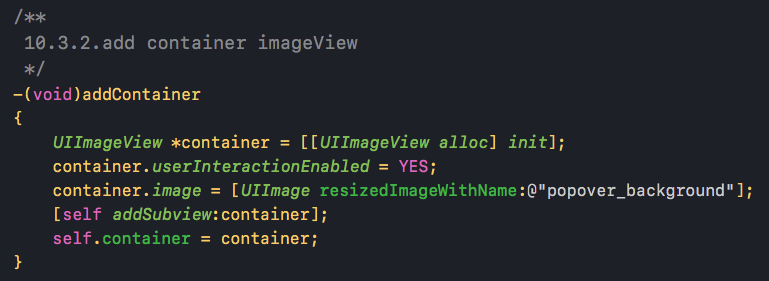 /**
 10.3.2.add container imageView
 */
-(void)addContainer
{
    UIImageView *container = [[UIImageView alloc] init];
    container.userInteractionEnabled = YES;
    container.image = [UIImage resizedImageWithName:@"popover_background"];
    [self addSubview:container];
    self.container = container;
}